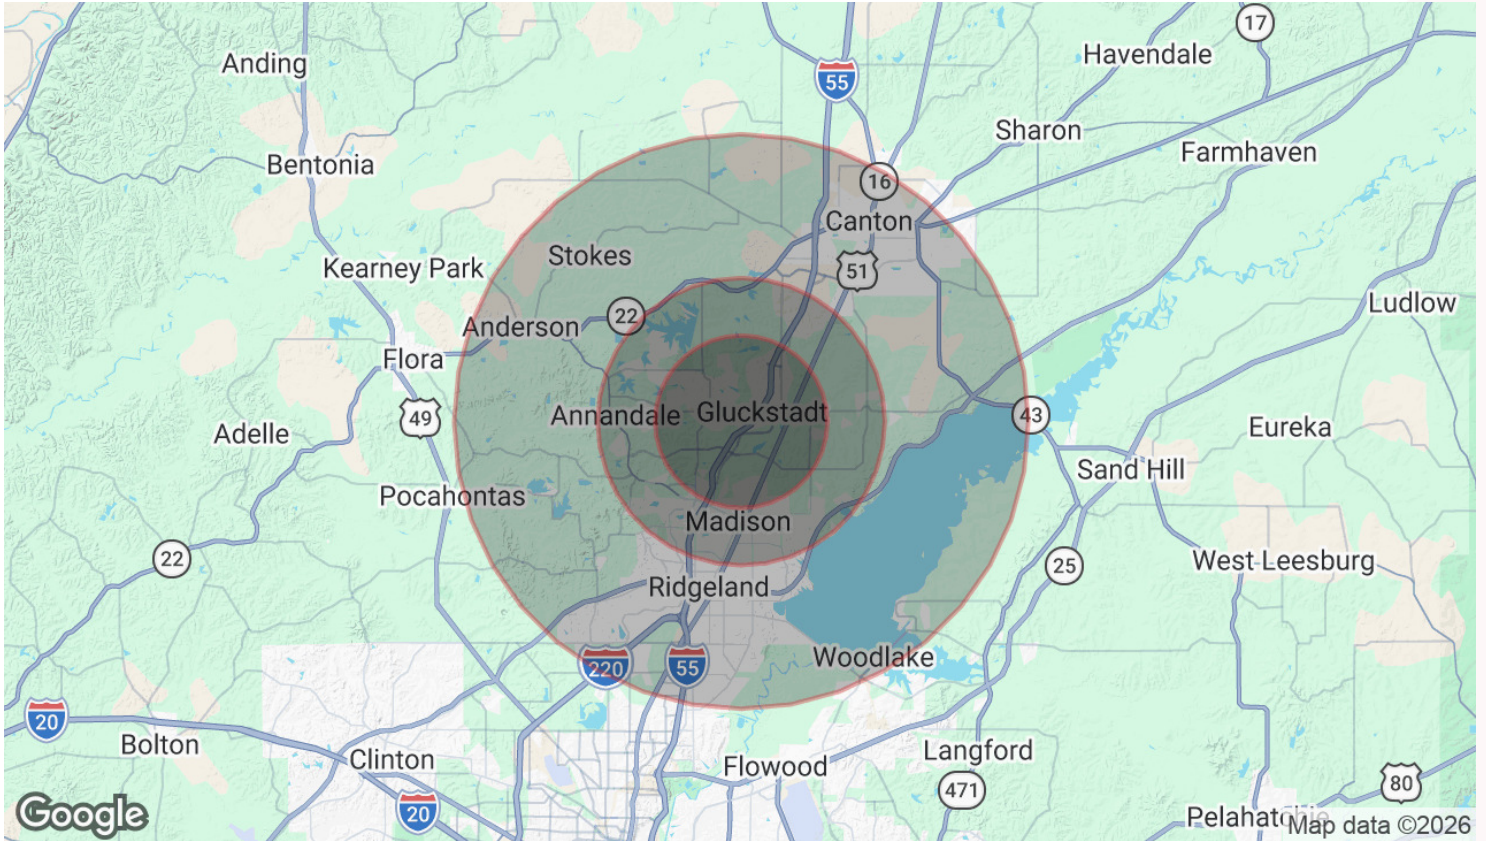 17
Anding
Havendale
55
Sharon
Farmhaven
Bentonia
16
Canton
Stokes
Kearney Park
51
Ludlow
22
Anderson
Flora
Annandale
Gluckstadt
49
43
Adelle
Eureka
Sand Hill
Pocahontas
Madison
22
25
West Leesburg
Ridgeland
Woodlake
220
55
20
Bolton
Clinton
Langford
Flowood
80
471
20
Google
Pelahatchie
Map data ©2026